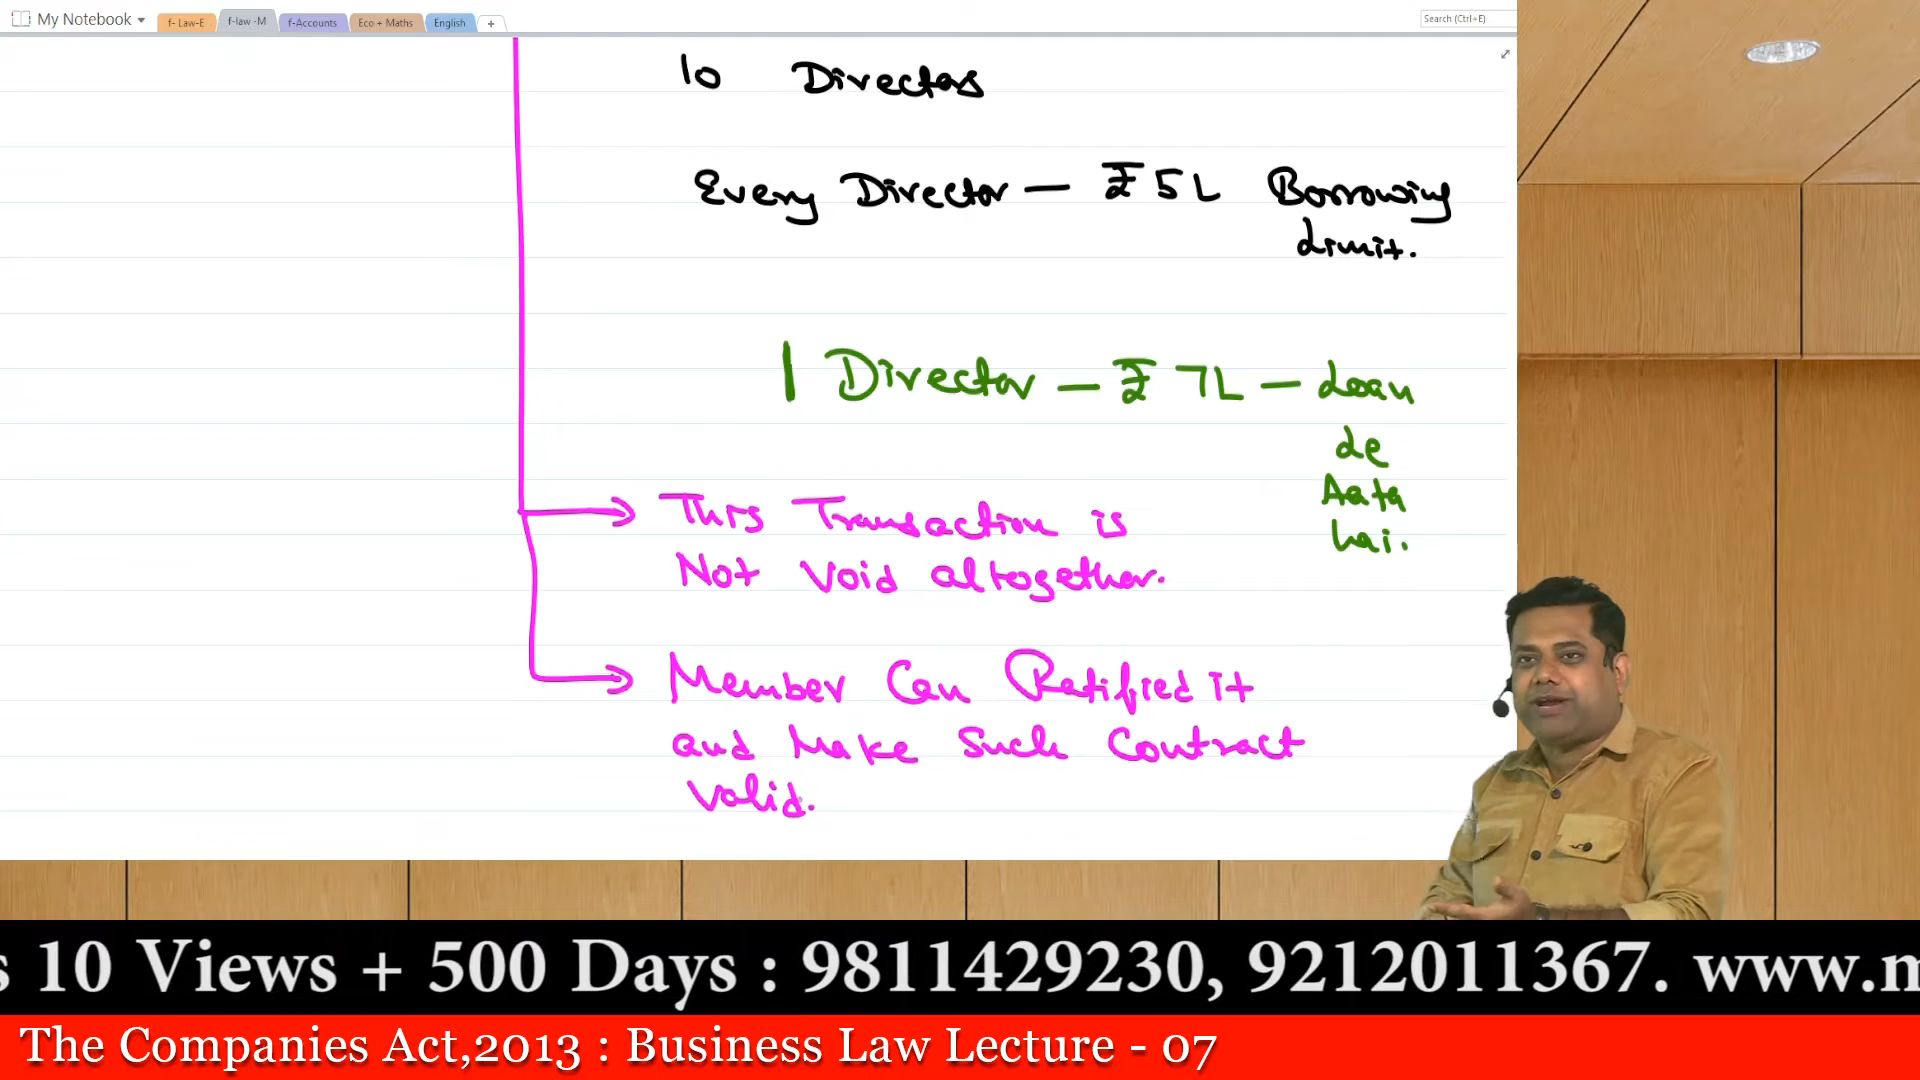 My Notebook
f- Law-E
f-law -M
f-Accounts
Eco + Maths
English
+
Search (Ctrl+E)
10 Directors
Every Director — ₹ 5 L Borrowing
Limit.
1 Director — ₹ 7L — Loan
de
Aata
hai.
This Transaction is
Not Void altogether.
Member Can Ratified it
and Make Such Contract
Valid.
s 10 Views + 500 Days : 9811429230, 9212011367. www.m
The Companies Act,2013 : Business Law Lecture - 07